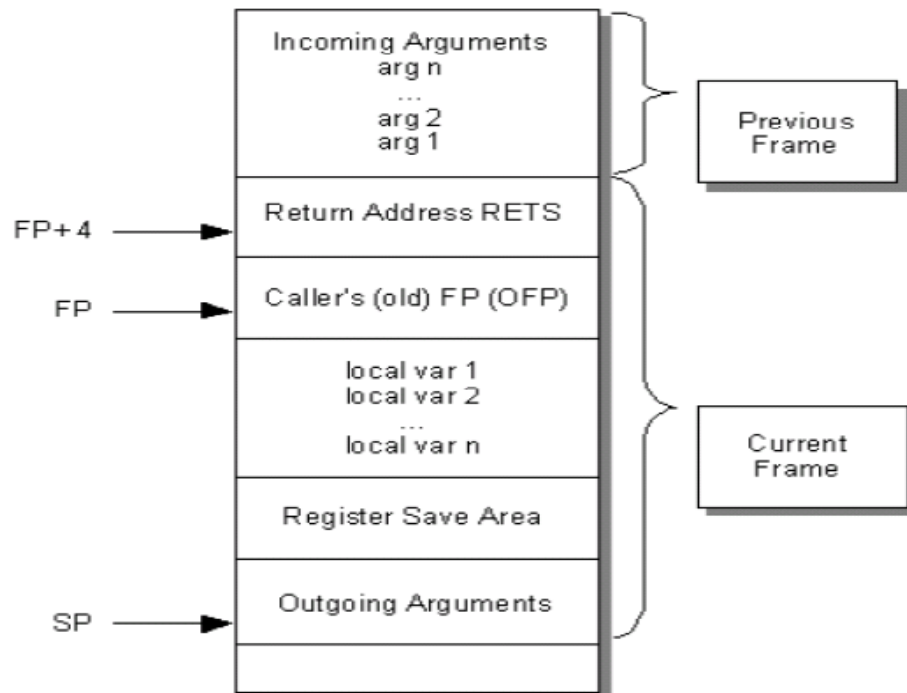 Incoming Arguments
arg n
...
arg 2
arg 1
Previous
Frame
Return Address RETS
FP+4
Caller's (old) FP (OFP)
FP
local var 1
local var 2
...
local var n
Current
Frame
Register Save Area
Outgoing Arguments
SP